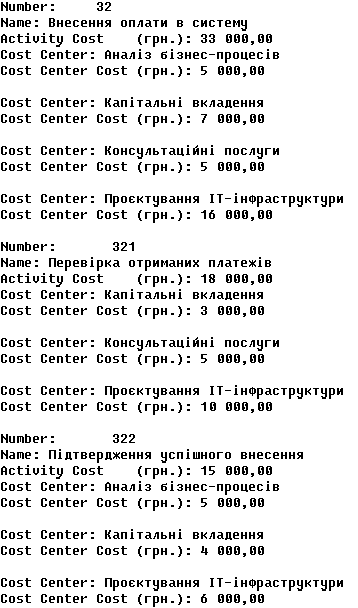 Number:     32
Name: Внесення оплати в систему
Activity Cost    (грн.): 33 000,00
Cost Center: Аналіз бізнес-процесів
Cost Center Cost (грн.): 5 000,00
Cost Center: Капітальні вкладення
Cost Center Cost (грн.): 7 000,00
Cost Center: Консультаційні послуги
Cost Center Cost (грн.): 5 000,00
Cost Center: Проєктування ІТ-інфраструктури
Cost Center Cost (грн.): 16 000,00
Number:       321
Name: Перевірка отриманих платежів
Activity Cost    (грн.): 18 000,00
Cost Center: Капітальні вкладення
Cost Center Cost (грн.): 3 000,00
Cost Center: Консультаційні послуги
Cost Center Cost (грн.): 5 000,00
Cost Center: Проєктування ІТ-інфраструктури
Cost Center Cost (грн.): 10 000,00
Number:       322
Name: Підтвердження успішного внесення
Activity Cost    (грн.): 15 000,00
Cost Center: Аналіз бізнес-процесів
Cost Center Cost (грн.): 5 000,00
Cost Center: Капітальні вкладення
Cost Center Cost (грн.): 4 000,00
Cost Center: Проєктування ІТ-інфраструктури
Cost Center Cost (грн.): 6 000,00